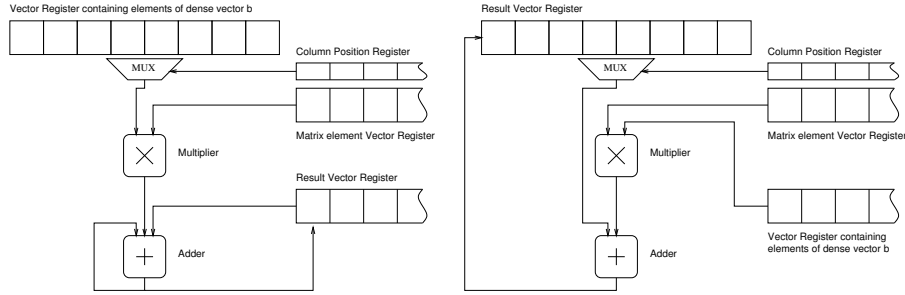 Vector Register containing elements of dense vector b
MUX
Column Position Register
Matrix element Vector Register
Multiplier
Result Vector Register
Adder
Result Vector Register
MUX
Column Position Register
Matrix element Vector Register
Multiplier
Adder
Vector Register containing
elements of dense vector b